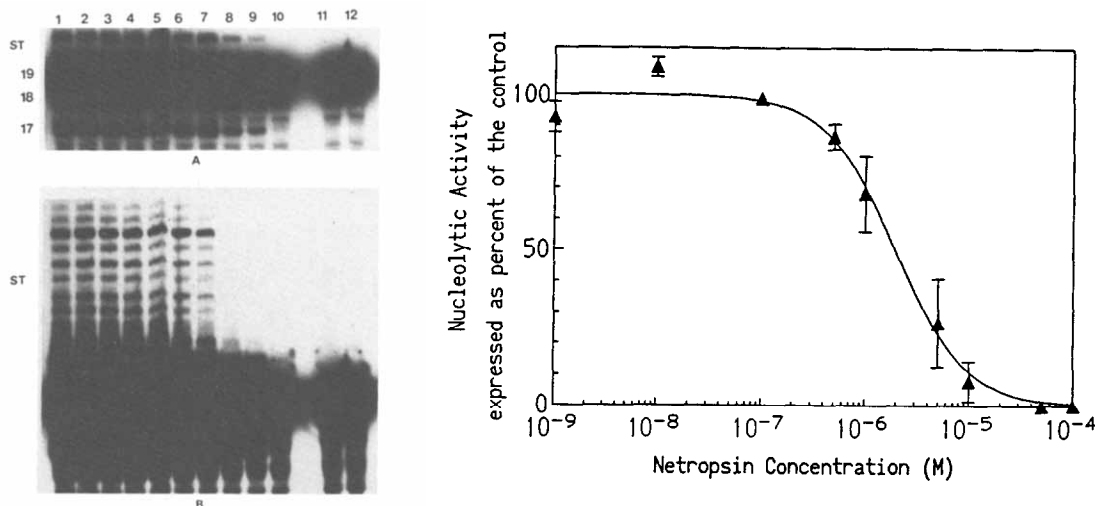 1 2 3 4 5 6 7 8 9 10 11 12
ST
19
18
17
A
ST
B
Nucleolytic Activity
expressed as percent of the control
100
50
0
10-9 10-8 10-7 10-6 10-5 10-4
Netropsin Concentration (M)